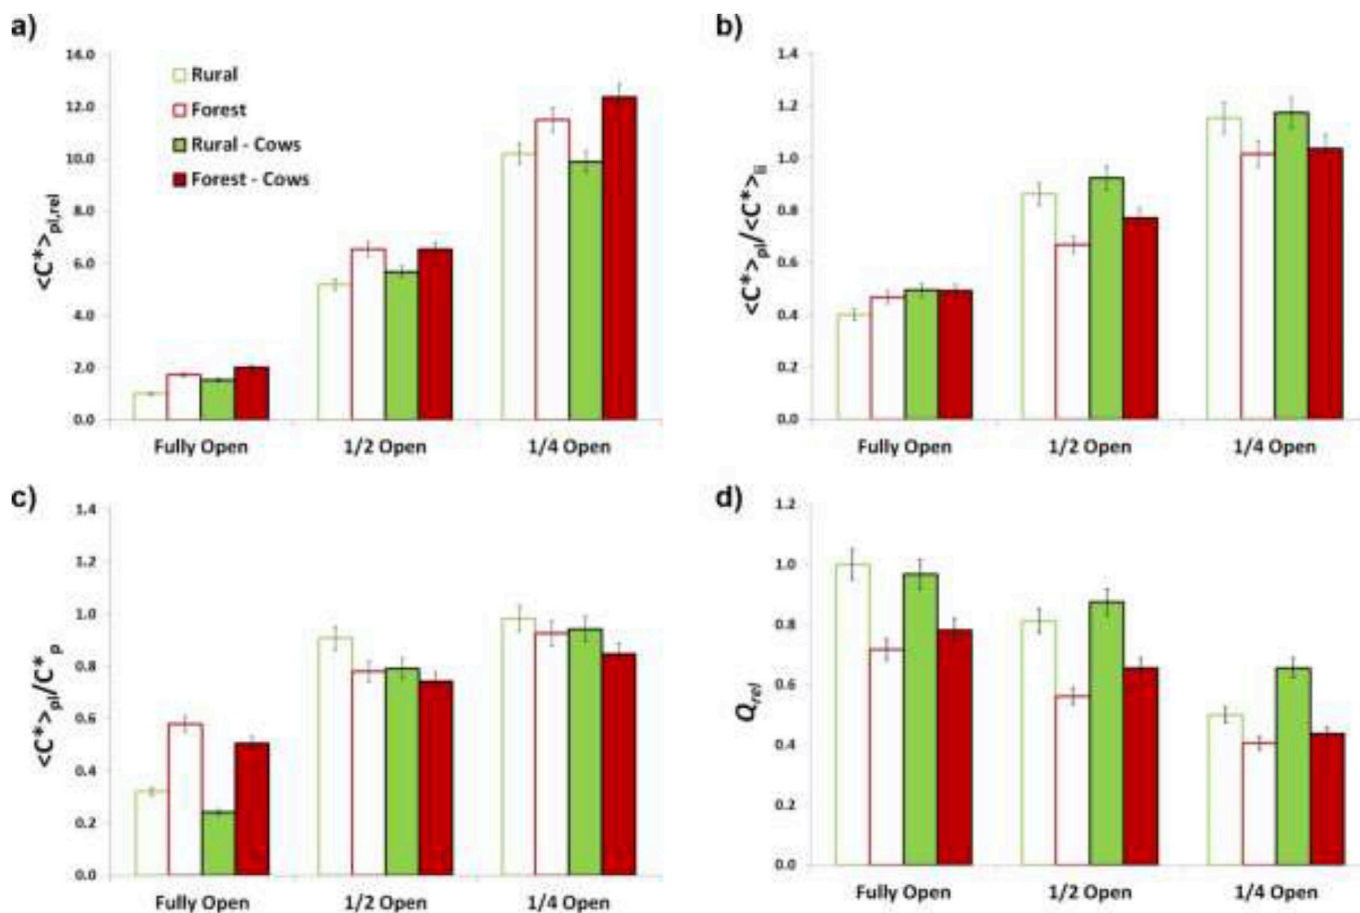 a)
<C*>pl,rel
14.0
12.0
10.0
8.0
6.0
4.0
2.0
0.0
Rural
Forest
Rural - Cows
Forest - Cows
Fully Open 1/2 Open 1/4 Open
b)
<C*>pl/<C*>li
1.4
1.2
1.0
0.8
0.6
0.4
0.2
0.0
Fully Open 1/2 Open 1/4 Open
c)
<C*>pl/C*p
1.4
1.2
1.0
0.8
0.6
0.4
0.2
0.0
Fully Open 1/2 Open 1/4 Open
d)
Qrel
1.2
1.0
0.8
0.6
0.4
0.2
0.0
Fully Open 1/2 Open 1/4 Open